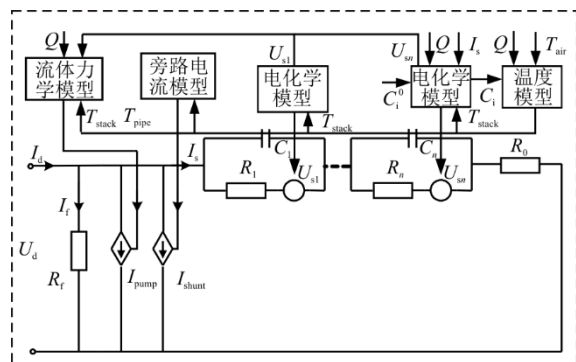 Q
U_s1
U_sn
Q
I_s
Q
T_air
流体力
学模型
旁路电
流模型
电化学
模型
C_i^0
电化学
模型
C_i
温度
模型
T_stack
T_pipe
T_stack
T_stack
I_d
I_s
C_1
C_n
R_0
R_1
U_s1
R_n
U_sn
I_f
U_d
R_f
I_pump
I_shunt